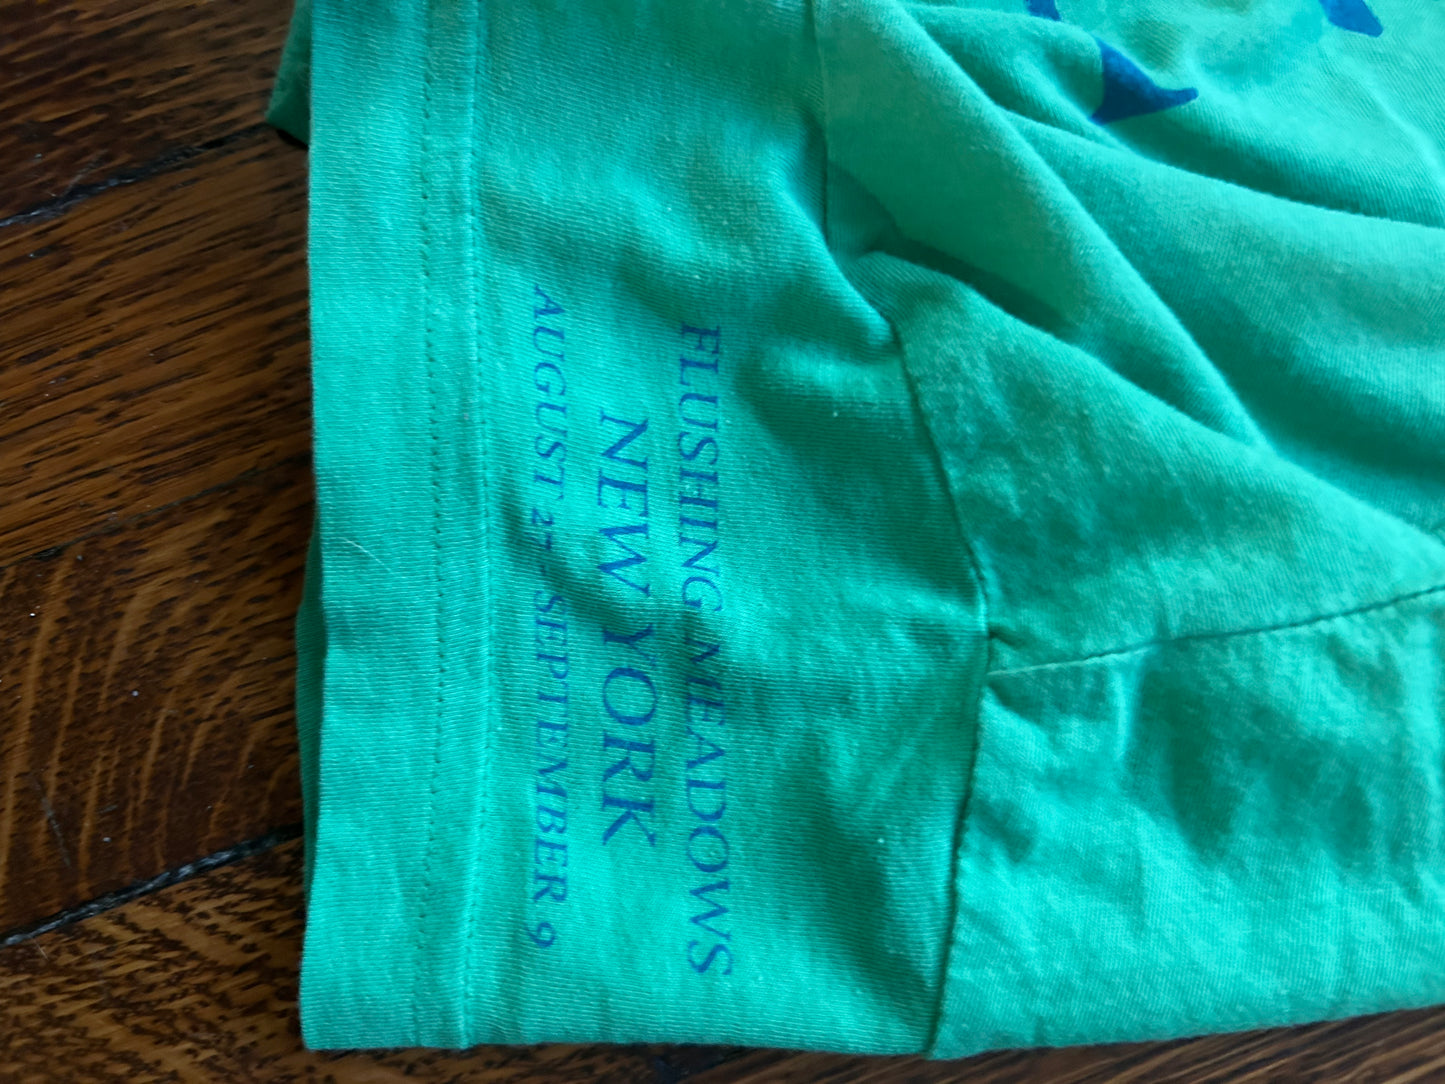 FLUSHING MEADOWS
NEW YORK
AUGUST 27–SEPTEMBER 9